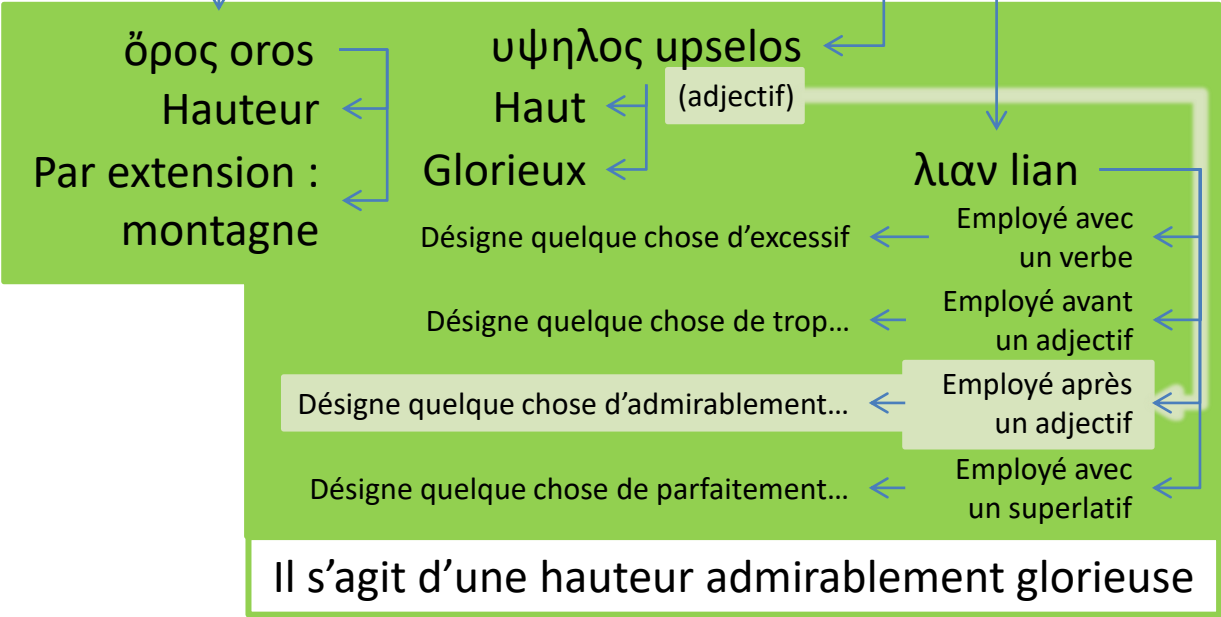 ὄρος oros
Hauteur
Par extension :
montagne
υψηλος upselos
(adjectif)
Haut
Glorieux
λιαν lian
Employé avec
un verbe
Désigne quelque chose d’excessif
Employé avant
un adjectif
Désigne quelque chose de trop…
Employé après
un adjectif
Désigne quelque chose d’admirablement…
Employé avec
un superlatif
Désigne quelque chose de parfaitement…
Il s’agit d’une hauteur admirablement glorieuse